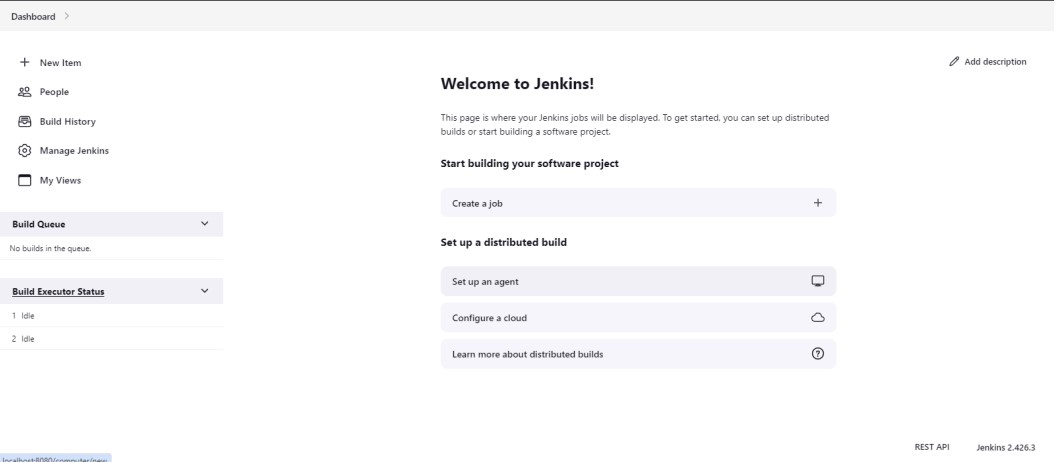 Dashboard
New Item
People
Build History
Manage Jenkins
My Views
Build Queue
No builds in the queue.
Build Executor Status
1 Idle
2 Idle
Add description
Welcome to Jenkins!
This page is where your Jenkins jobs will be displayed. To get started, you can set up distributed
builds or start building a software project.
Start building your software project
Create a job
Set up a distributed build
Set up an agent
Configure a cloud
Learn more about distributed builds
REST API
Jenkins 2.426.3
localhost:8080/computer/new